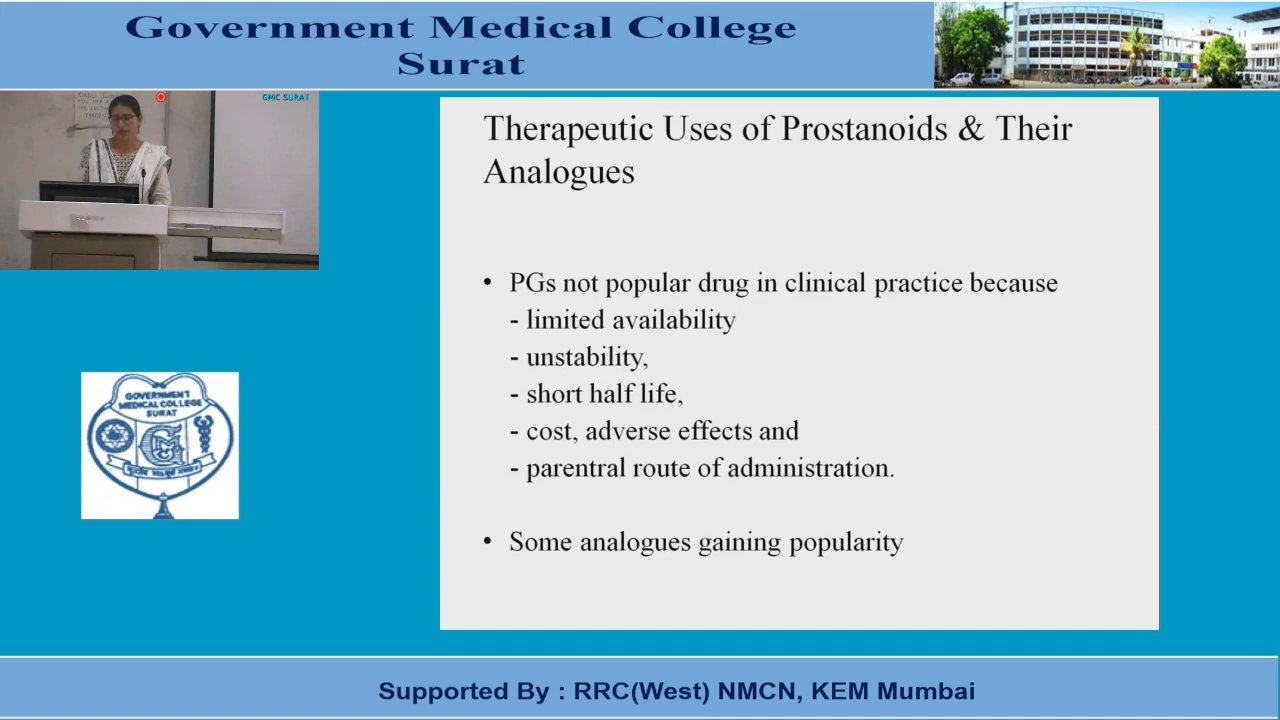 Government Medical College
Surat
GMC SURAT
Therapeutic Uses of Prostanoids & Their
Analogues
• PGs not popular drug in clinical practice because
- limited availability
- unstability,
- short half life,
- cost, adverse effects and
- parentral route of administration.
• Some analogues gaining popularity
GOVERNMENT
MEDICAL COLLEGE
SURAT
Supported By : RRC(West) NMCN, KEM Mumbai